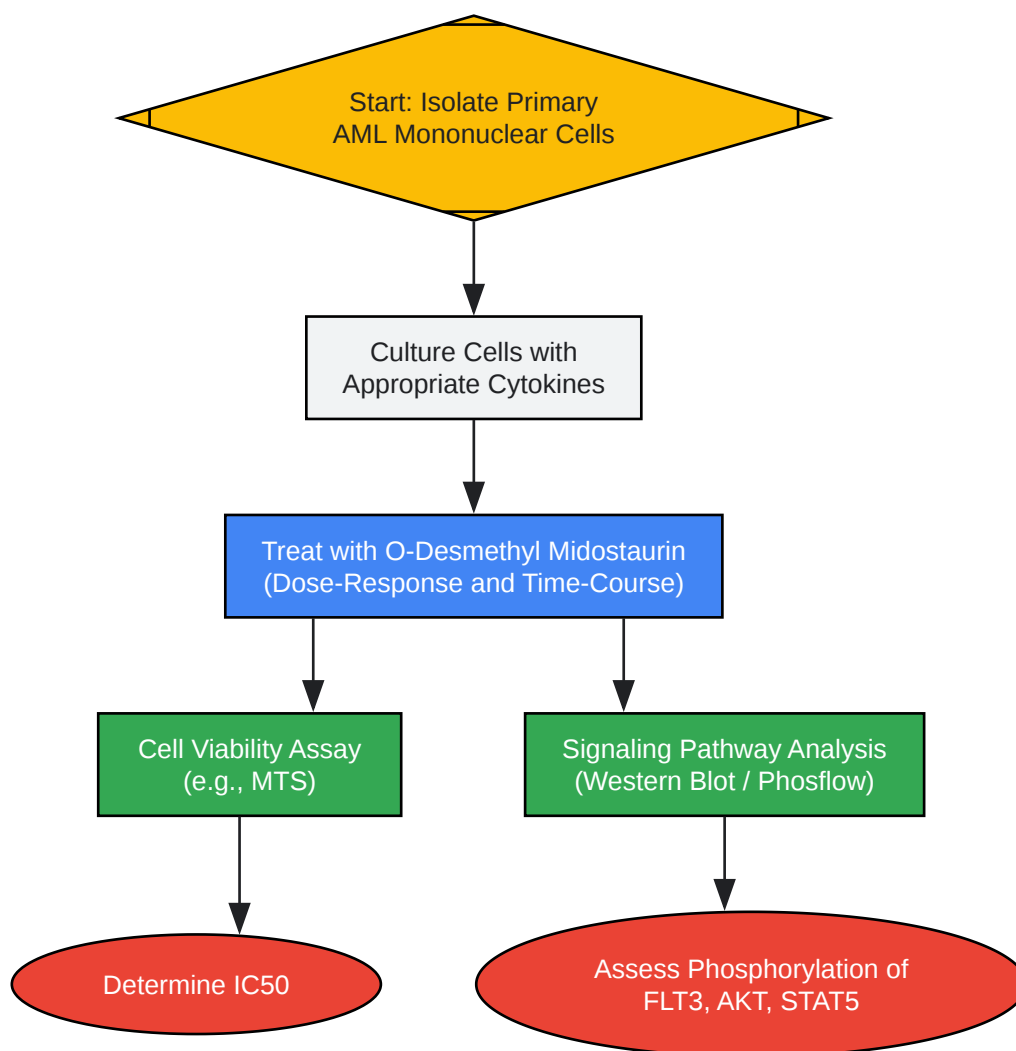 Start: Isolate Primary
AML Mononuclear Cells
Culture Cells with
Appropriate Cytokines
Treat with O-Desmethyl Midostaurin
(Dose-Response and Time-Course)
Cell Viability Assay
(e.g., MTS)
Signaling Pathway Analysis
(Western Blot / Phosflow)
Determine IC50
Assess Phosphorylation of
FLT3, AKT, STAT5